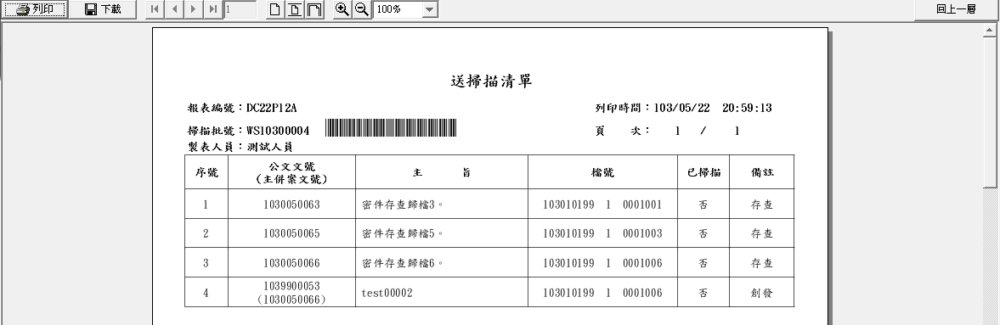 列印 下載 1 100% 回上一層
送掃描清單
報表編號：DC22P12A 列印時間：103/05/22 20:59:13
掃描批號：WS10300004 頁 次： 1 / 1
製表人員：測試人員
序號 公文文號 主 旨 檔號 已掃描 備註
(主併案文號)
1 1030050063 密件存查歸檔3。 103010199 1 0001001 否 存查
2 1030050065 密件存查歸檔5。 103010199 1 0001003 否 存查
3 1030050066 密件存查歸檔6。 103010199 1 0001006 否 存查
4 1039900053 test00002 103010199 1 0001006 否 創發
(1030050066)